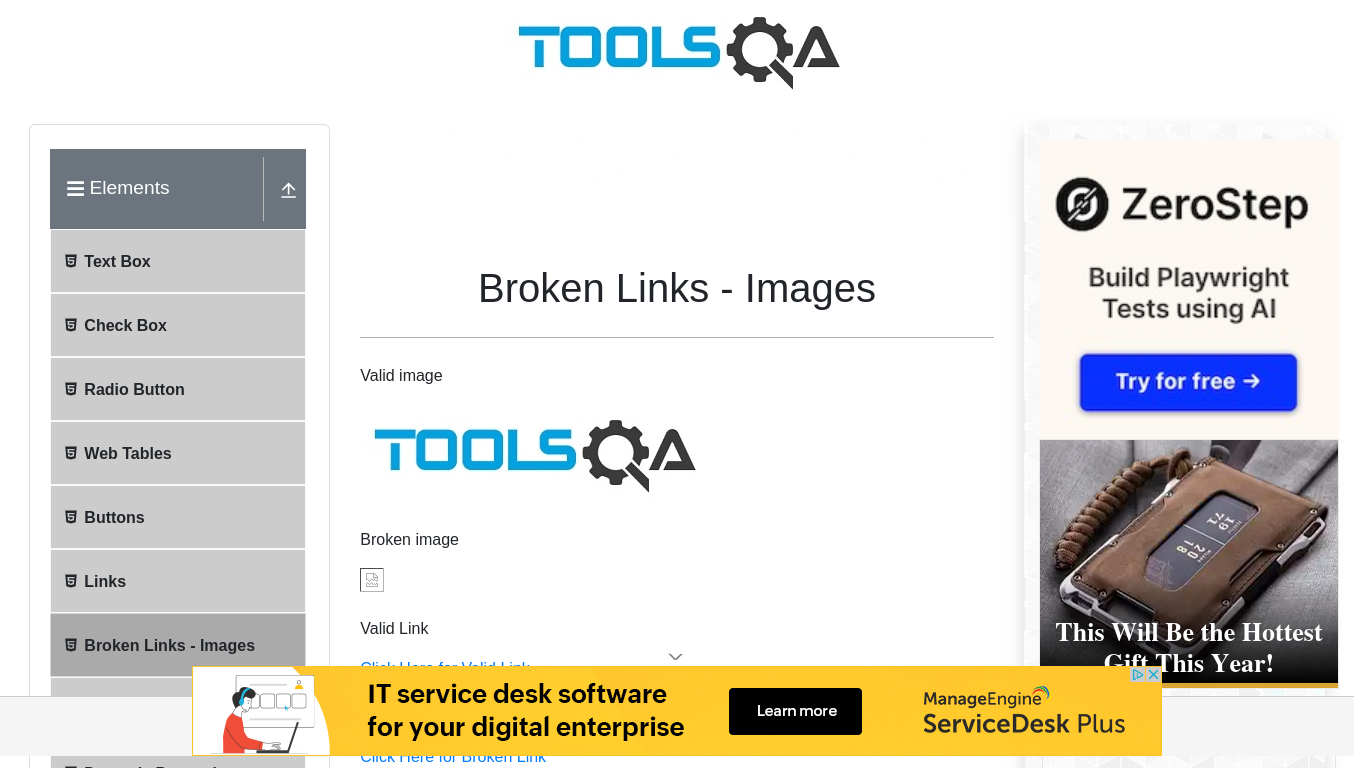 TOOLSQA
Elements
Text Box
Check Box
Radio Button
Web Tables
Buttons
Links
Broken Links - Images
Broken Links - Images
Valid image
TOOLSQA
Broken image
Valid Link
Click Here for Valid Link
Click Here for Broken Link
ZeroStep
Build Playwright
Tests using AI
Try for free →
1971
2018
This Will Be the Hottest
Gift This Year!
IT service desk software
for your digital enterprise
Learn more
ManageEngine
ServiceDesk Plus